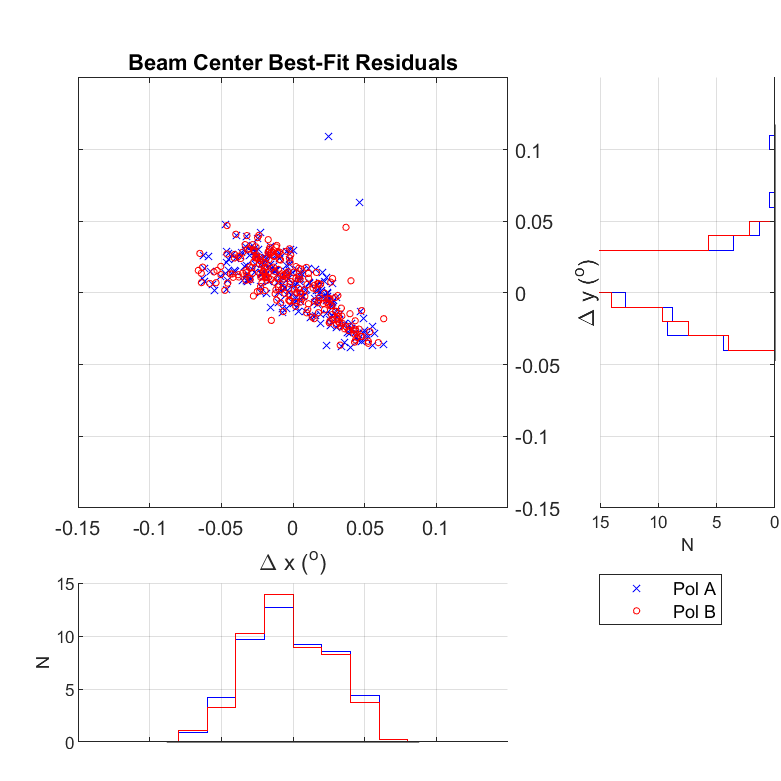 Beam Center Best-Fit Residuals
0.1
0.05
0
-0.05
-0.1
-0.15
Δ y (o)
-0.15 -0.1 -0.05 0 0.05 0.1
Δ x (o)
15 10 5 0
N
Pol A
Pol B
15
10
5
0
N